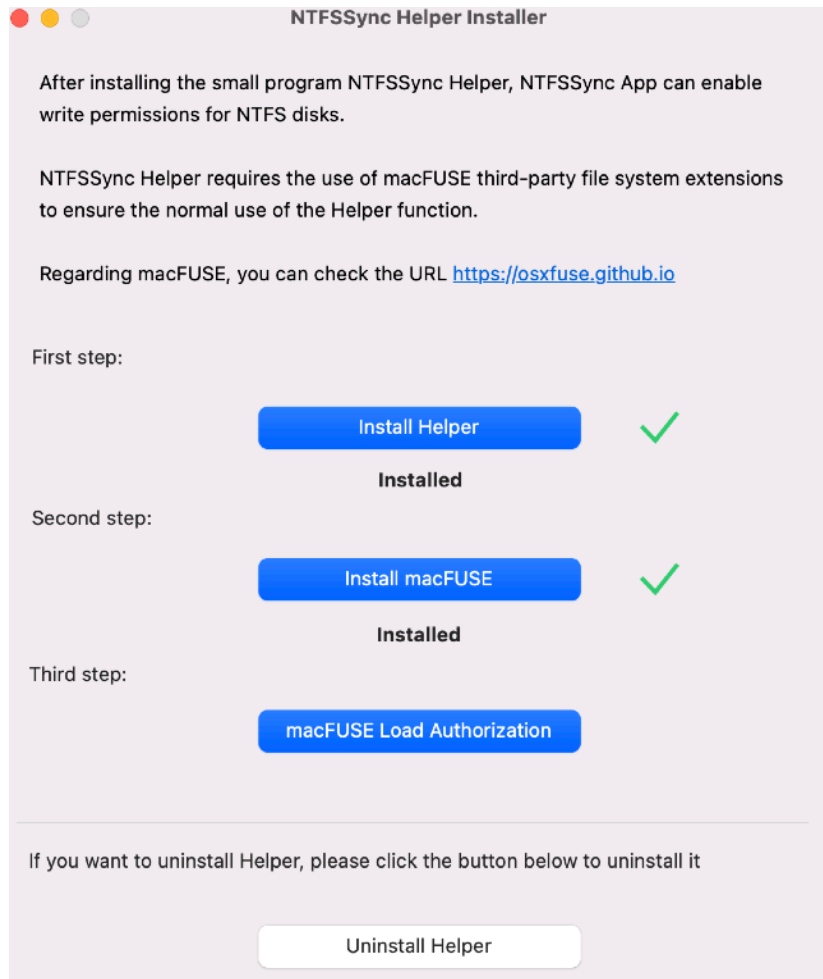 NTFSSync Helper Installer
After installing the small program NTFSSync Helper, NTFSSync App can enable
write permissions for NTFS disks.
NTFSSync Helper requires the use of macFUSE third-party file system extensions
to ensure the normal use of the Helper function.
Regarding macFUSE, you can check the URL https://osxfuse.github.io
First step:
Install Helper
Installed
Second step:
Install macFUSE
Installed
Third step:
macFUSE Load Authorization
If you want to uninstall Helper, please click the button below to uninstall it
Uninstall Helper